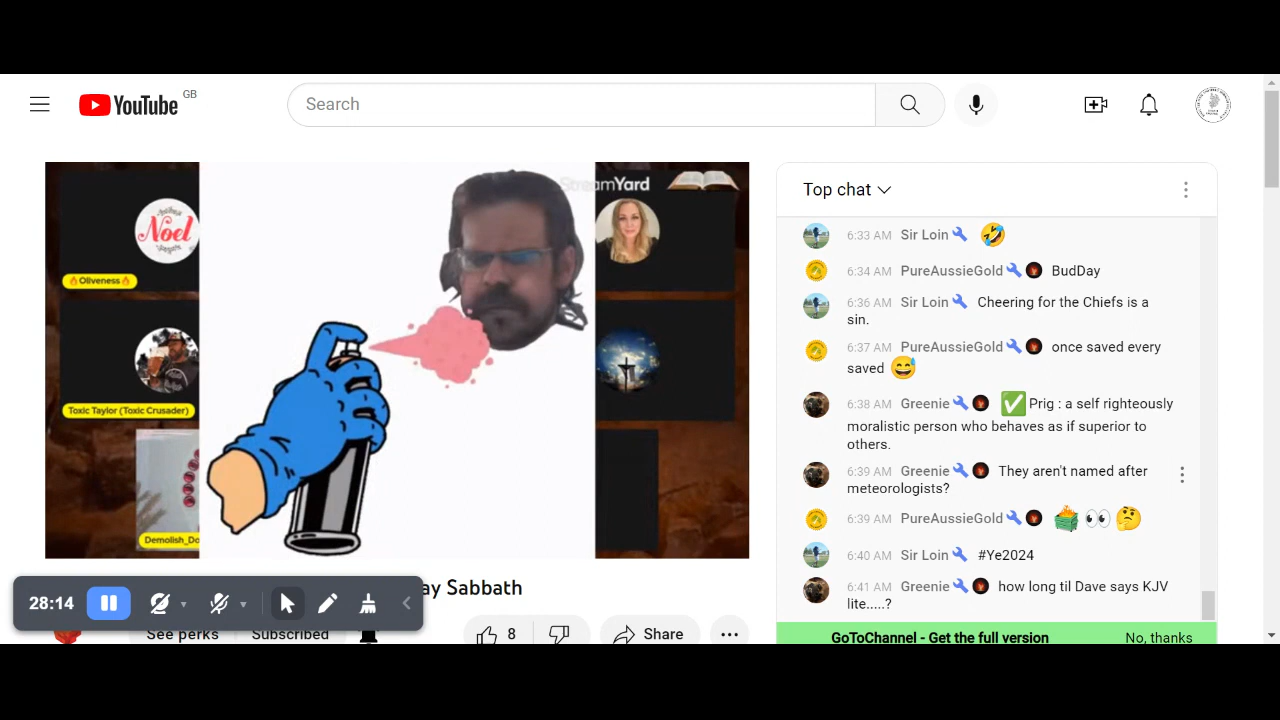 YouTube GB
Search
StreamYard
Noel
🔥Oliveness🔥
Toxic Taylor (Toxic Crusader)
Demolish_Do
ay Sabbath
28:14
See perks
Subscribed
8
Share
Top chat
6:33 AM Sir Loin 🤣
6:34 AM PureAussieGold BudDay
6:36 AM Sir Loin Cheering for the Chiefs is a
sin.
6:37 AM PureAussieGold once saved every
saved 😅
6:38 AM Greenie ✅Prig : a self righteously
moralistic person who behaves as if superior to
others.
6:39 AM Greenie They aren't named after
meteorologists?
6:39 AM PureAussieGold 👀🤔
6:40 AM Sir Loin #Ye2024
6:41 AM Greenie how long til Dave says KJV
lite.....?
GoToChannel - Get the full version
No, thanks